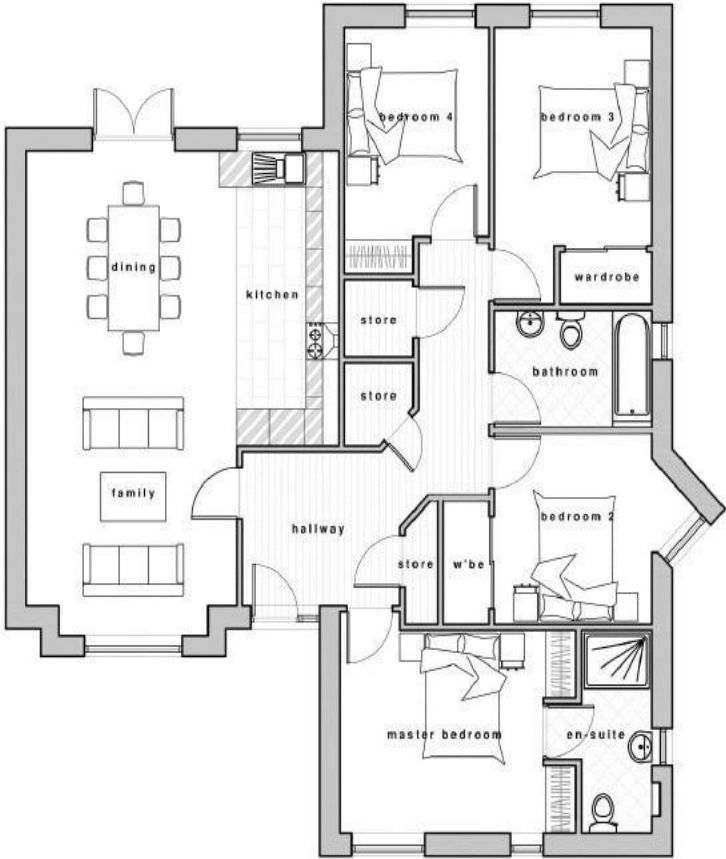 bedroom 4
bedroom 3
dining
kitchen
wardrobe
store
bathroom
store
family
hallway
bedroom 2
store
w'be
master bedroom
en-suite